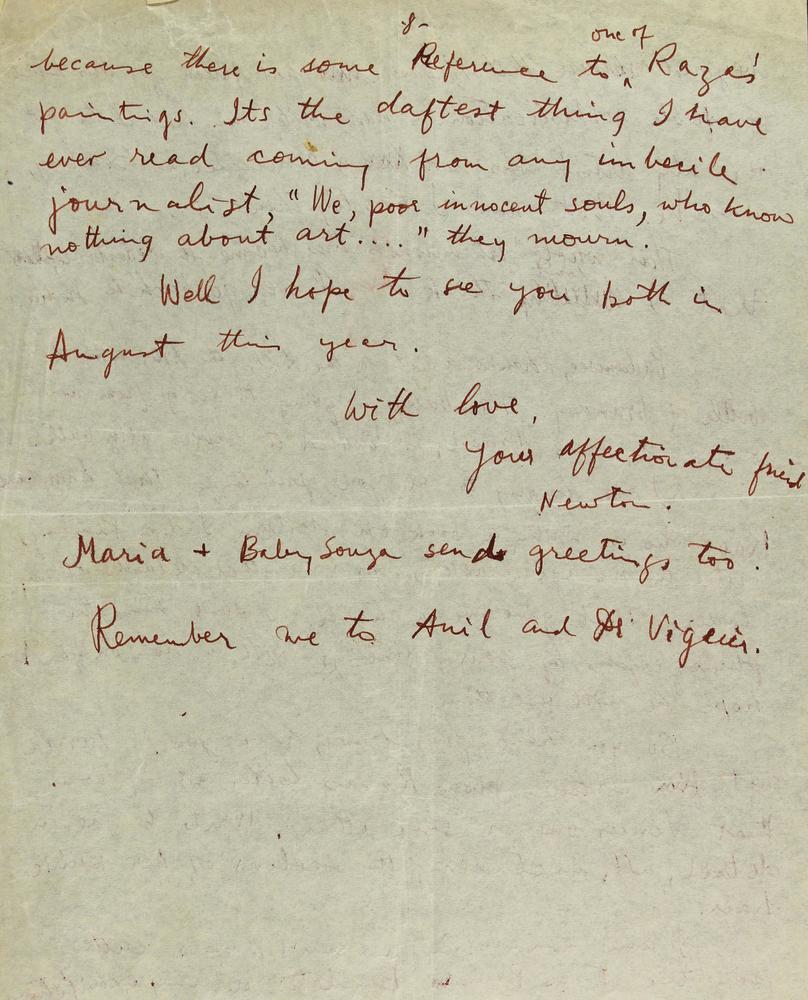 -8-
because there is some Reference to one of Raza's
paintings. Its the daftest thing I have
ever read coming from any imbecile
journalist, "We, poor innocent souls, who know
nothing about art...." they mourn.
Well I hope to see you both in
August this year.
With love,
Your affectionate friend
Newton.
Maria + Baby Souza send greetings too!
Remember me to Anil and Dr